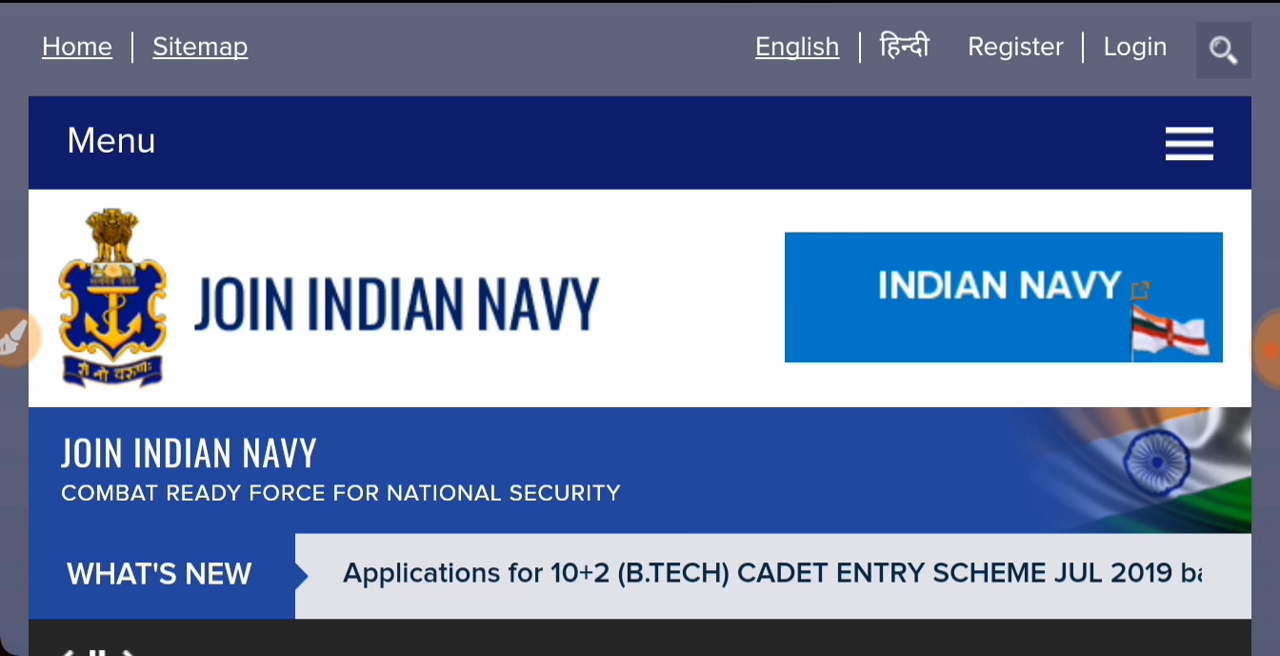 Home | Sitemap English | हिन्दी Register | Login
Menu
JOIN INDIAN NAVY
INDIAN NAVY
शं नो वरुणः
JOIN INDIAN NAVY
COMBAT READY FORCE FOR NATIONAL SECURITY
WHAT'S NEW Applications for 10+2 (B.TECH) CADET ENTRY SCHEME JUL 2019